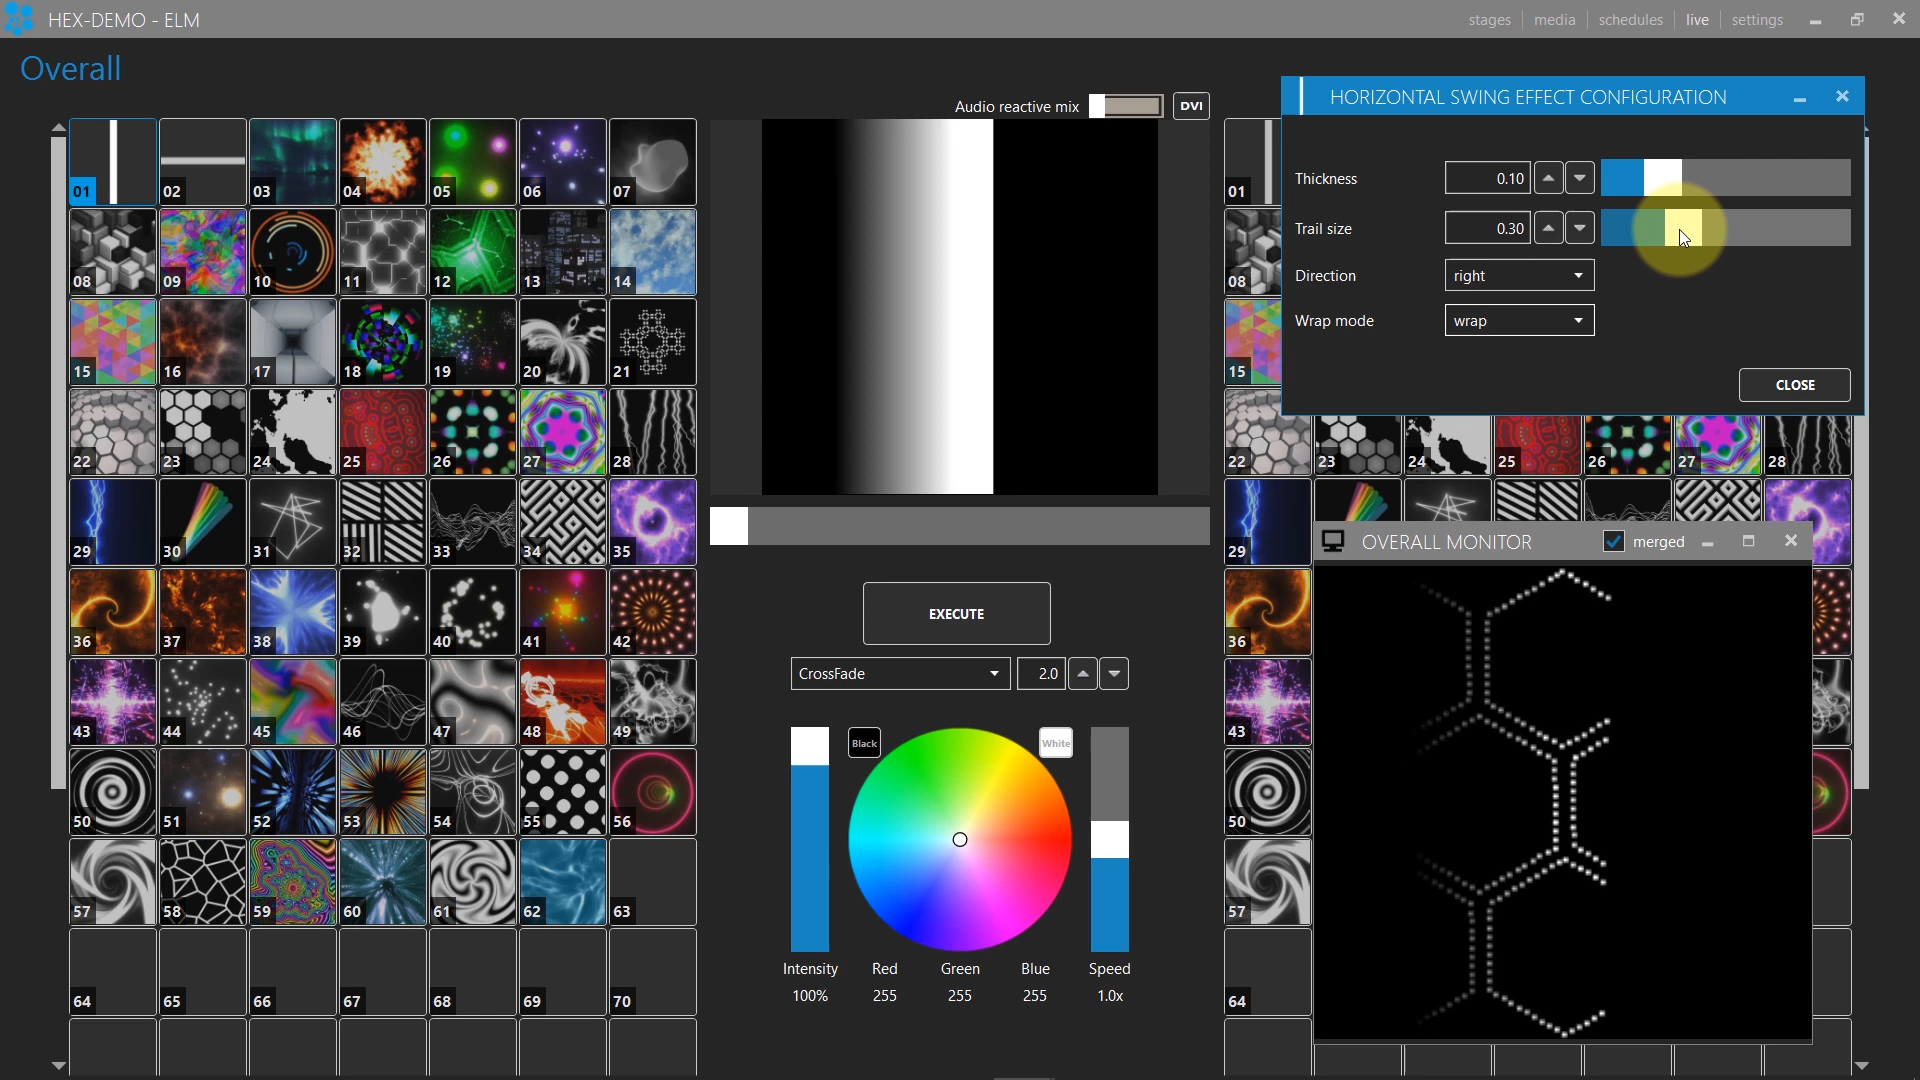 HEX-DEMO - ELM
stages media schedules live settings
Overall
Audio reactive mix DVI
HORIZONTAL SWING EFFECT CONFIGURATION
Thickness 0.10
Trail size 0.30
Direction right
Wrap mode wrap
CLOSE
01 02 03 04 05 06 07
08 09 10 11 12 13 14
15 16 17 18 19 20 21
22 23 24 25 26 27 28
29 30 31 32 33 34 35
36 37 38 39 40 41 42
43 44 45 46 47 48 49
50 51 52 53 54 55 56
57 58 59 60 61 62 63
64 65 66 67 68 69 70
EXECUTE
CrossFade 2.0
Black White
Intensity Red Green Blue Speed
100% 255 255 255 1.0x
01
08
15
22 23 24 25 26 27 28
29
36
43
50
57
64
OVERALL MONITOR merged